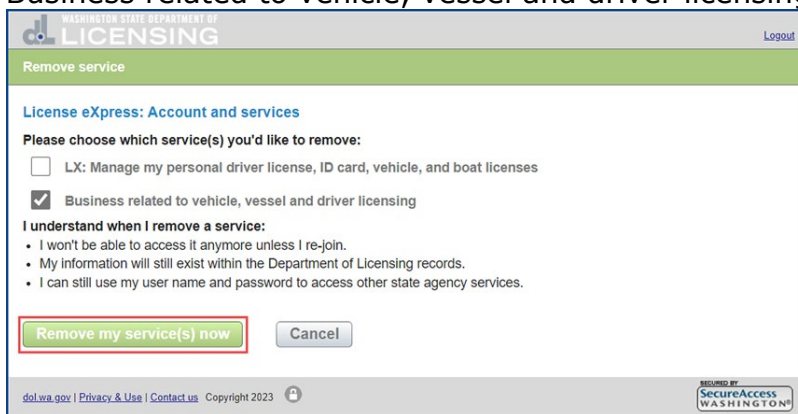 Business related to vehicle, vessel and driver licensing
WASHINGTON STATE DEPARTMENT OF
dol LICENSING
Logout
Remove service
License eXpress: Account and services
Please choose which service(s) you'd like to remove:
LX: Manage my personal driver license, ID card, vehicle, and boat licenses
Business related to vehicle, vessel and driver licensing
I understand when I remove a service:
• I won't be able to access it anymore unless I re-join.
• My information will still exist within the Department of Licensing records.
• I can still use my user name and password to access other state agency services.
Remove my service(s) now Cancel
dol.wa.gov | Privacy & Use | Contact us Copyright 2023
SECURED BY
SecureAccess
WASHINGTON®